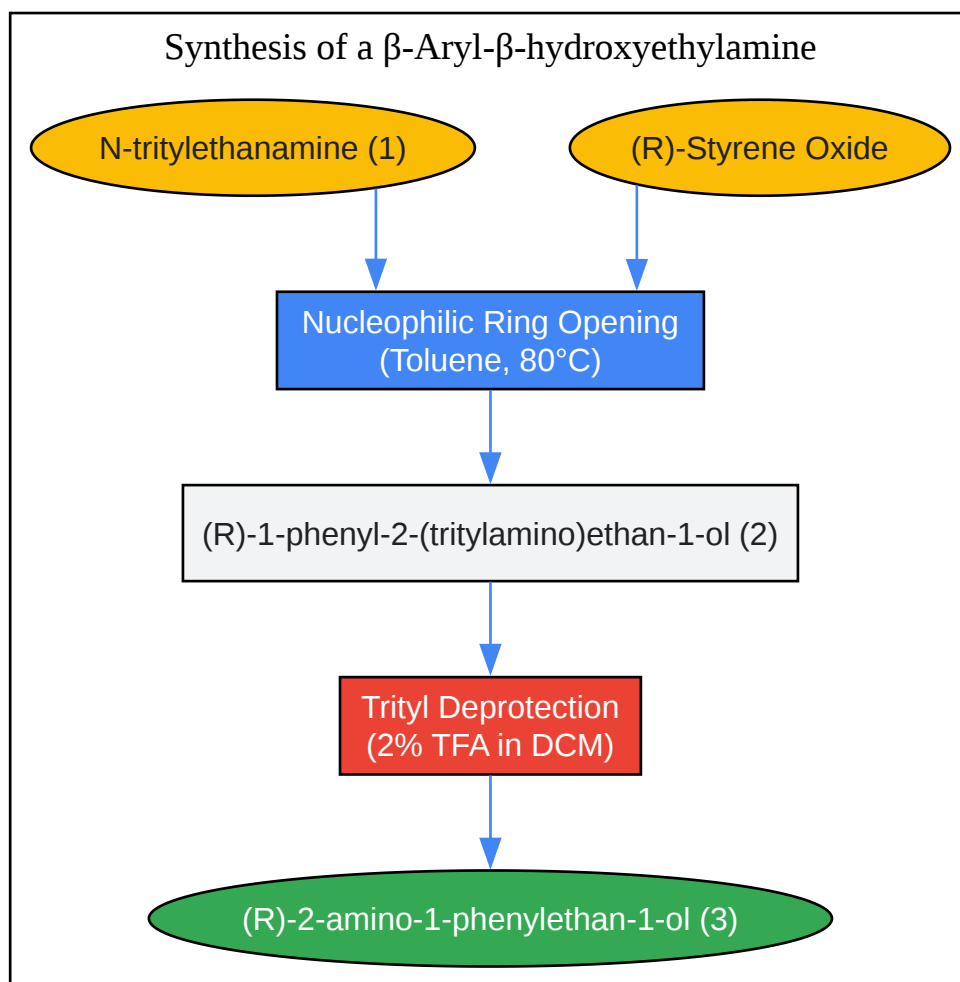 Synthesis of a β-Aryl-β-hydroxyethylamine
N-tritylethanamine (1)
(R)-Styrene Oxide
Nucleophilic Ring Opening
(Toluene, 80°C)
(R)-1-phenyl-2-(tritylamino)ethan-1-ol (2)
Trityl Deprotection
(2% TFA in DCM)
(R)-2-amino-1-phenylethan-1-ol (3)